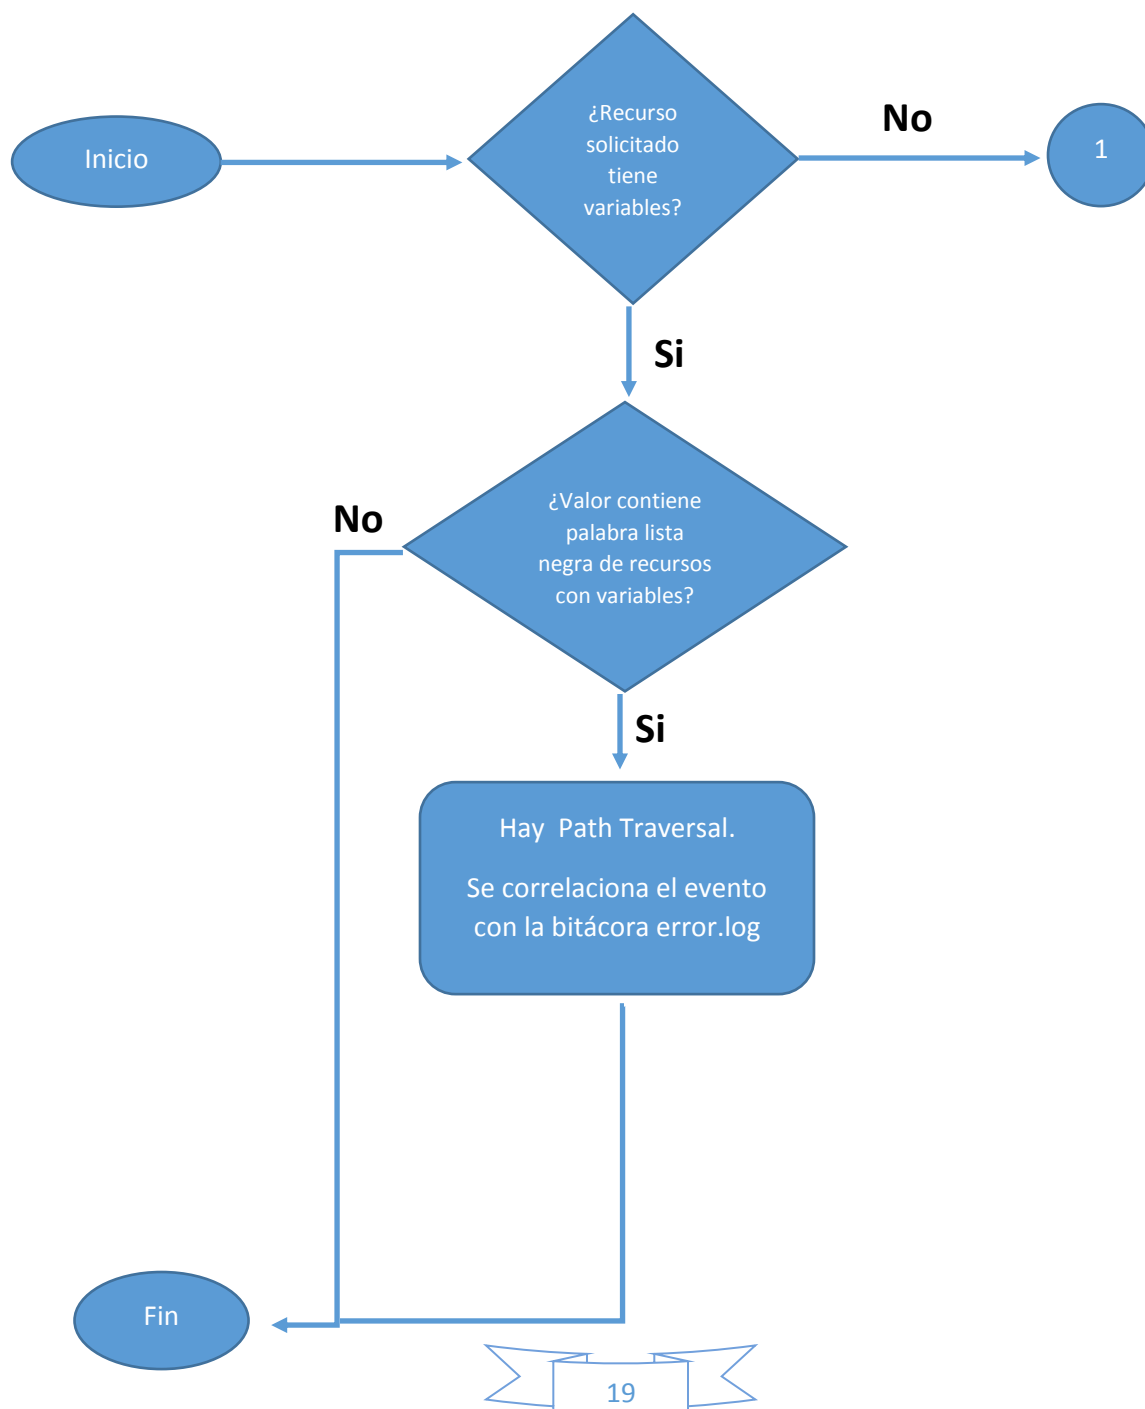 Inicio
¿Recurso
solicitado
tiene
variables?
No
1
Si
¿Valor contiene
palabra lista
negra de recursos
con variables?
No
Si
Hay  Path Traversal.
Se correlaciona el evento
con la bitácora error.log
Fin
19